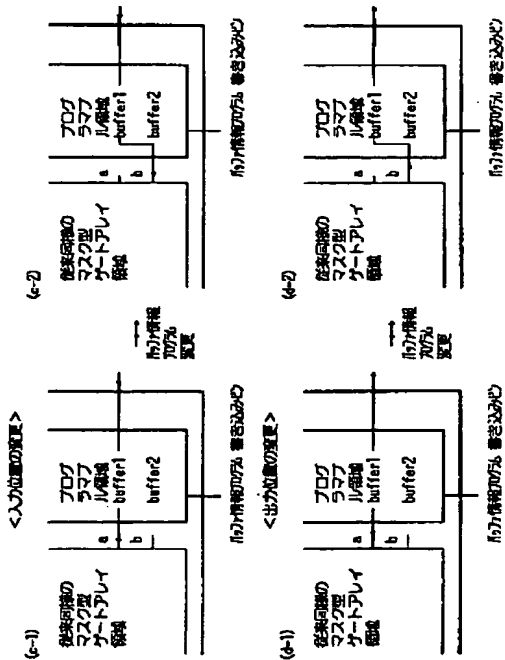 <入力位置の変更>
(c-1)
従来同様の
マスク型
ゲートアレイ
領域
a
b
プログ
ラマブ
ル領域
buffer1
buffer2
バッファ情報プログラム 書き込みピン
バッファ情報
プログラム
変更
(c-2)
従来同様の
マスク型
ゲートアレイ
領域
a
b
プログ
ラマブ
ル領域
buffer1
buffer2
バッファ情報プログラム 書き込みピン
<出力位置の変更>
(d-1)
従来同様の
マスク型
ゲートアレイ
領域
a
b
プログ
ラマブ
ル領域
buffer1
buffer2
バッファ情報プログラム 書き込みピン
バッファ情報
プログラム
変更
(d-2)
従来同様の
マスク型
ゲートアレイ
領域
a
b
プログ
ラマブ
ル領域
buffer1
buffer2
バッファ情報プログラム 書き込みピン